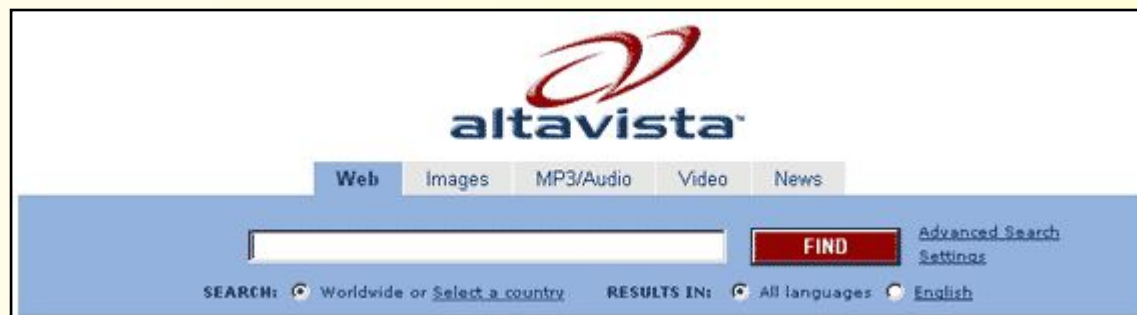 altavista™
Web Images MP3/Audio Video News
FIND Advanced Search
Settings
SEARCH: Worldwide or Select a country RESULTS IN: All languages English